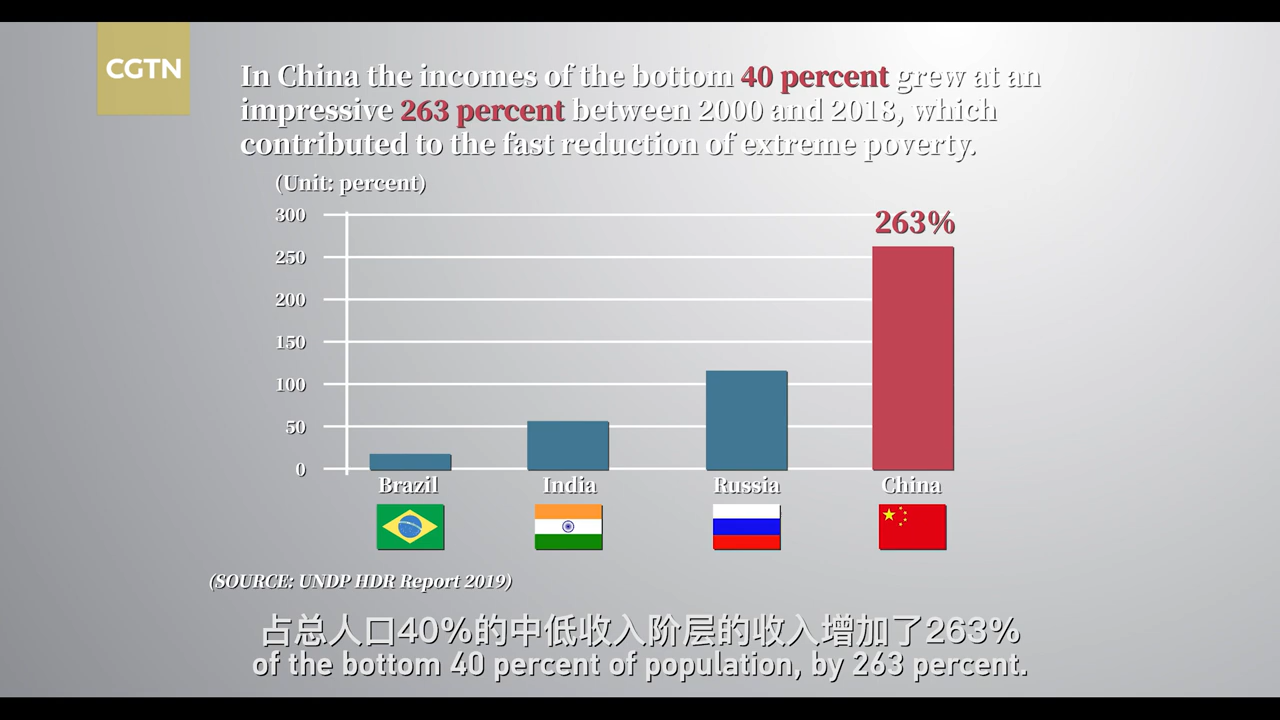 CGTN
In China the incomes of the bottom 40 percent grew at an
impressive 263 percent between 2000 and 2018, which
contributed to the fast reduction of extreme poverty.
(Unit: percent)
300
263%
250
200
150
100
50
0
Brazil India Russia China
(SOURCE: UNDP HDR Report 2019)
占总人口40%的中低收入阶层的收入增加了263%
of the bottom 40 percent of population, by 263 percent.